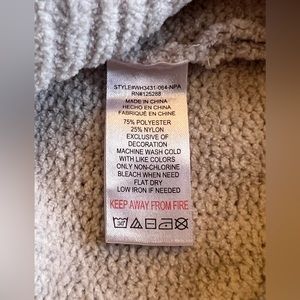 STYLE#WH3431-064-NPA
RN#125288
MADE IN CHINA
HECHO EN CHINA
FABRIQUÉ EN CHINE
75% POLYESTER
25% NYLON
EXCLUSIVE OF
DECORATION
MACHINE WASH COLD
WITH LIKE COLORS
ONLY NON-CHLORINE
BLEACH WHEN NEED
FLAT DRY
LOW IRON IF NEEDED
KEEP AWAY FROM FIRE